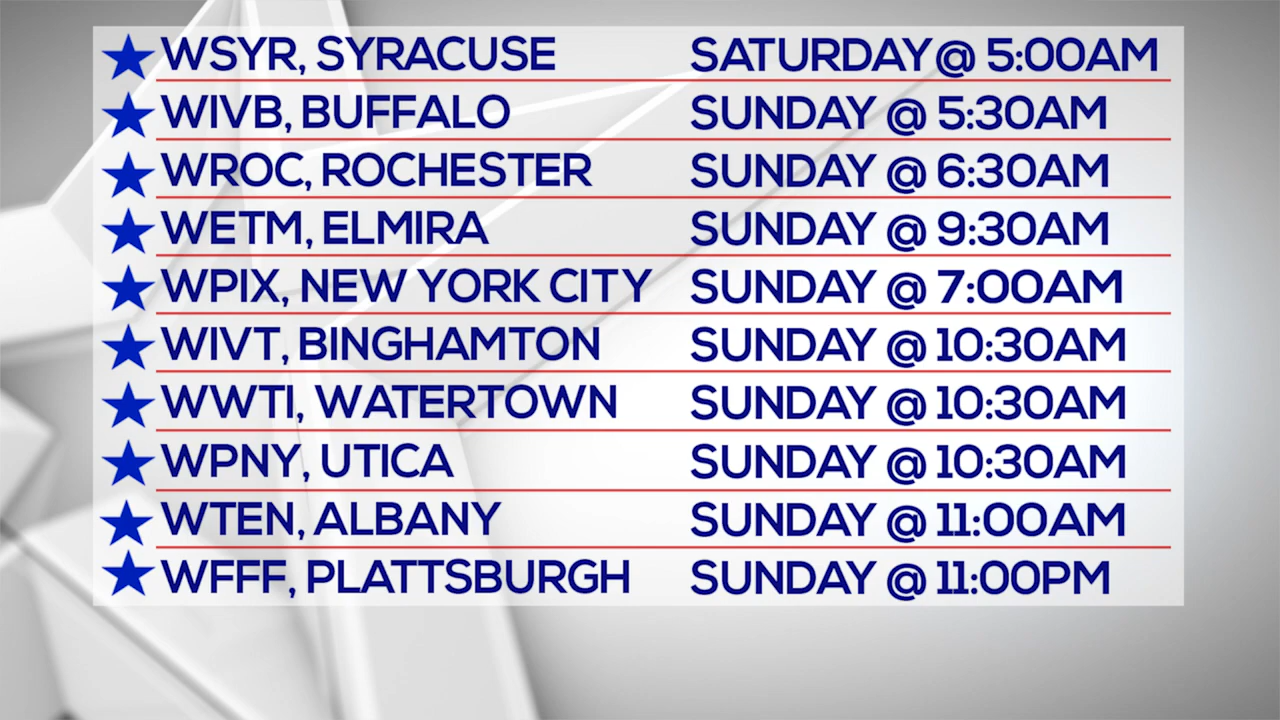 WSYR, SYRACUSE SATURDAY @ 5:00AM
WIVB, BUFFALO SUNDAY @ 5:30AM
WROC, ROCHESTER SUNDAY @ 6:30AM
WETM, ELMIRA SUNDAY @ 9:30AM
WPIX, NEW YORK CITY SUNDAY @ 7:00AM
WIVT, BINGHAMTON SUNDAY @ 10:30AM
WWTI, WATERTOWN SUNDAY @ 10:30AM
WPNY, UTICA SUNDAY @ 10:30AM
WTEN, ALBANY SUNDAY @ 11:00AM
WFFF, PLATTSBURGH SUNDAY @ 11:00PM